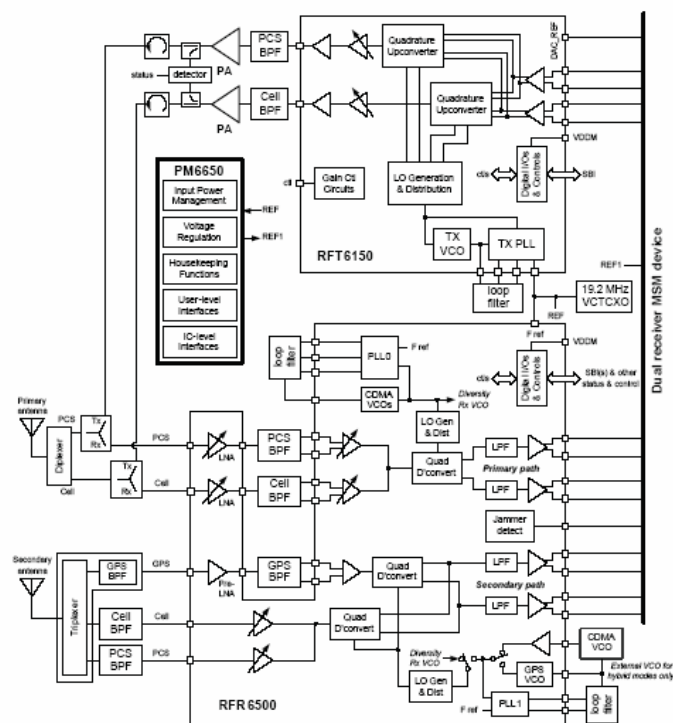 PCS
BPF
Quadrature
Upconverter
DAC_REF
status
detector
PA
Cell
BPF
Quadrature
Upconverter
PA
VDDM
PM6650
Input Power
Management
REF
Voltage
Regulation
REF1
Housekeeping
Functions
User-level
Interfaces
IC-level
Interfaces
ctl
Gain Ctl
Circuits
LO Generation
& Distribution
ctls
Digital I/Os
& Controls
SBI
TX
VCO
TX PLL
RFT6150
loop
filter
REF1
19.2 MHz
VCTCXO
REF
Dual receiver MSM device
F ref
VDDM
loop
filter
PLL0
F ref
ctls
Digital I/Os
& Controls
SBI(s) & other
status & control
CDMA
VCOs
Diversity
Rx VCO
LO Gen
& Dist
Primary
antenna
PCS
Tx
Rx
Diplexer
Cell
Tx
Rx
PCS
LNA
PCS
BPF
Cell
LNA
Cell
BPF
Quad
D'convert
LPF
Primary path
LPF
Jammer
detect
Secondary
antenna
GPS
BPF
GPS
Pre-
LNA
GPS
BPF
Quad
D'convert
LPF
Secondary path
LPF
Triplexer
Cell
BPF
Cell
Quad
D'convert
PCS
BPF
PCS
Diversity
Rx VCO
LO Gen
& Dist
CDMA
VCO
GPS
VCO
External VCO for
hybrid modes only
RFR6500
F ref
PLL1
loop
filter